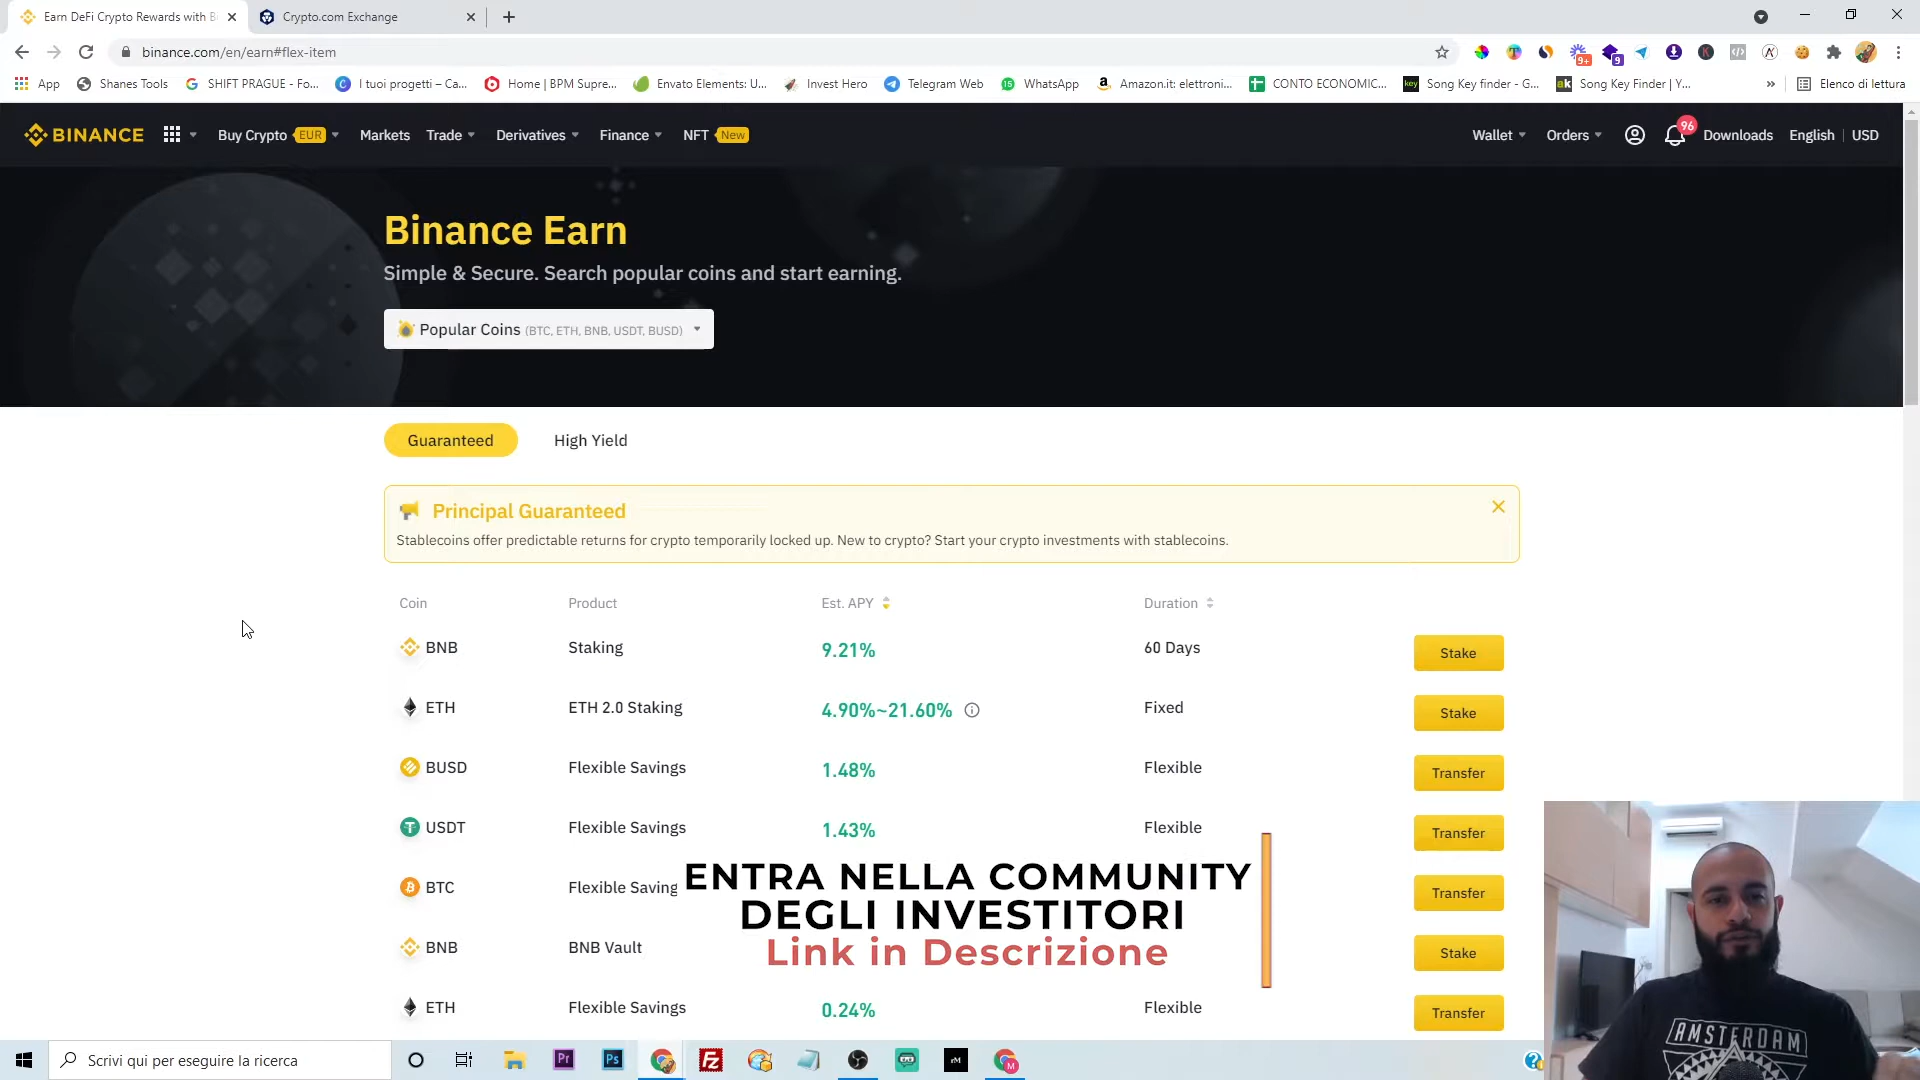 Earn DeFi Crypto Rewards with B
Crypto.com Exchange
binance.com/en/earn#flex-item
9+
9
App
Shanes Tools
SHIFT PRAGUE - Fo...
I tuoi progetti – Ca...
Home | BPM Supre...
Envato Elements: U...
Invest Hero
Telegram Web
WhatsApp
Amazon.it: elettroni...
CONTO ECONOMIC...
key
Song Key finder - G...
ak
Song Key Finder | Y...
»
Elenco di lettura
BINANCE
Buy Crypto EUR
Markets
Trade
Derivatives
Finance
NFT New
Wallet
Orders
96
Downloads
English
USD
Binance Earn
Simple & Secure. Search popular coins and start earning.
Popular Coins (BTC, ETH, BNB, USDT, BUSD)
Guaranteed
High Yield
Principal Guaranteed
Stablecoins offer predictable returns for crypto temporarily locked up. New to crypto? Start your crypto investments with stablecoins.
Coin Product Est. APY Duration
BNB Staking 9.21% 60 Days Stake
ETH ETH 2.0 Staking 4.90%~21.60% Fixed Stake
BUSD Flexible Savings 1.48% Flexible Transfer
USDT Flexible Savings 1.43% Flexible Transfer
BTC Flexible Saving Transfer
BNB BNB Vault Stake
ETH Flexible Savings 0.24% Flexible Transfer
ENTRA NELLA COMMUNITY
DEGLI INVESTITORI
Link in Descrizione
AMSTERDAM
Scrivi qui per eseguire la ricerca
Pr
Ps
FZ
rM
M